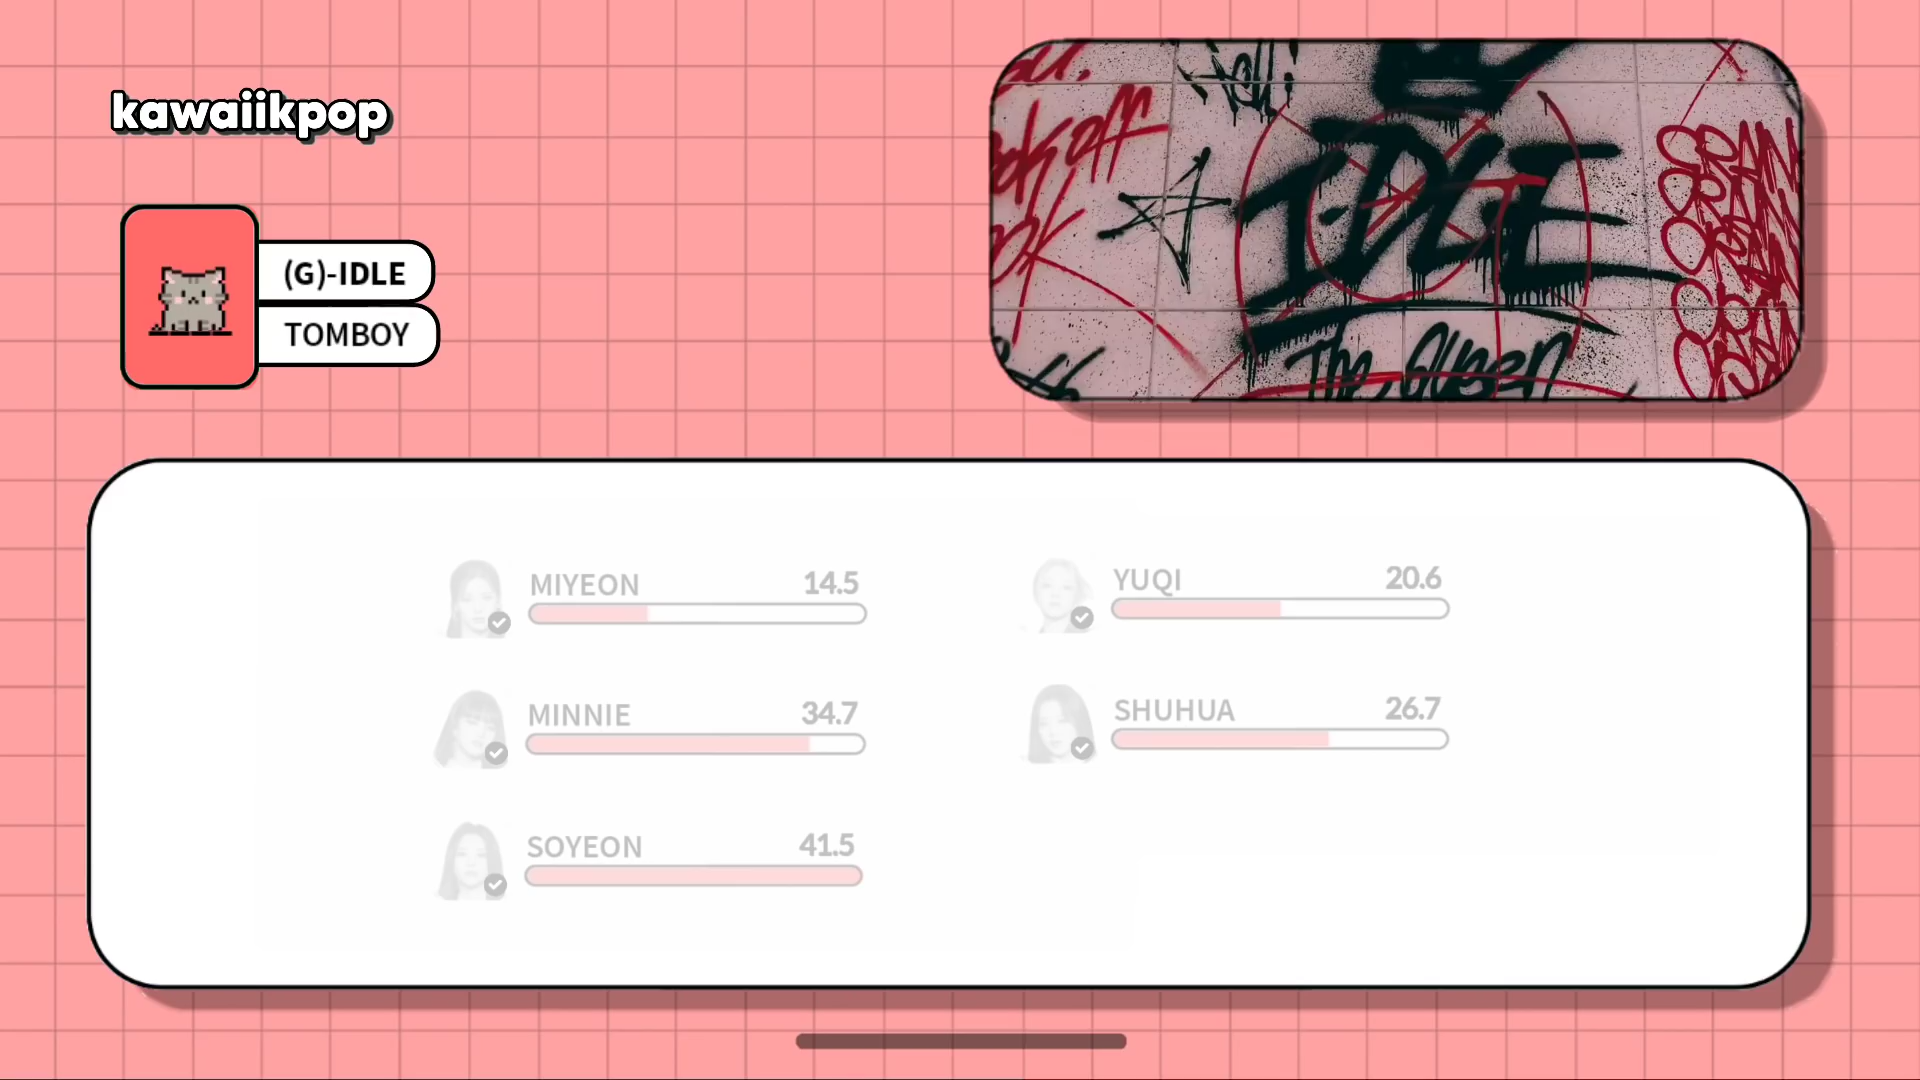 kawaiikpop
(G)-IDLE
TOMBOY
IDLE
The Queen
MIYEON 14.5
YUQI 20.6
MINNIE 34.7
SHUHUA 26.7
SOYEON 41.5